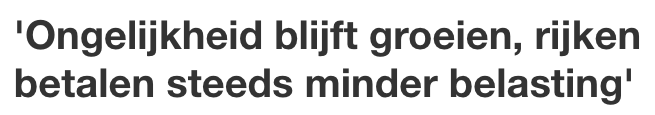 'Ongelijkheid blijft groeien, rijken
betalen steeds minder belasting'